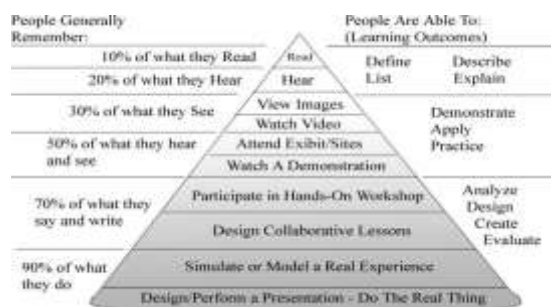 People Generally
Remember:
People Are Able To:
(Learning Outcomes)
10% of what they Read
Read
Define
Describe
20% of what they Hear
Hear
List
Explain
30% of what they See
View Images
Watch Video
Demonstrate
Apply
Practice
50% of what they hear
and see
Attend Exibit/Sites
Watch A Demonstration
70% of what they
say and write
Participate in Hands-On Workshop
Design Collaborative Lessons
Analyze
Design
Create
Evaluate
90% of what
they do
Simulate or Model a Real Experience
Design/Perform a Presentation - Do The Real Thing